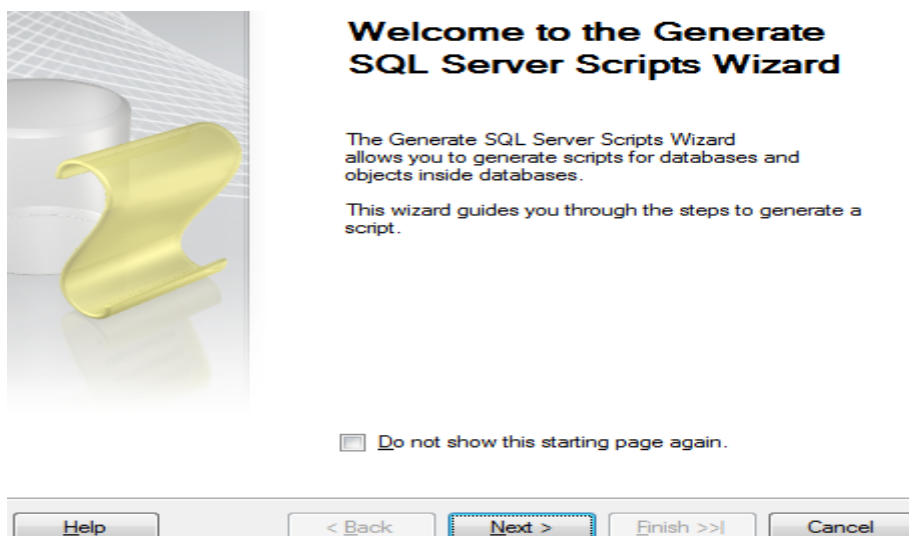 Welcome to the Generate
SQL Server Scripts Wizard
The Generate SQL Server Scripts Wizard
allows you to generate scripts for databases and
objects inside databases.
This wizard guides you through the steps to generate a
script.
Do not show this starting page again.
Help
< Back
Next >
Finish >>|
Cancel